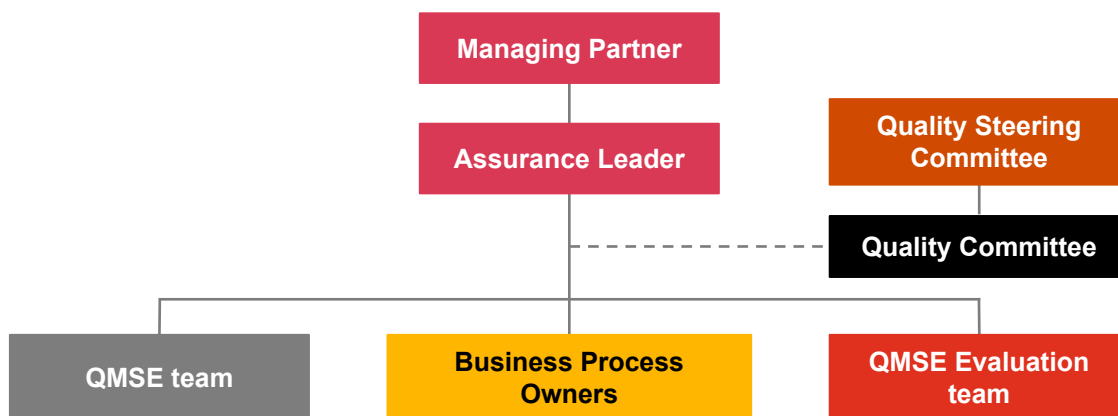 Managing Partner
Assurance Leader
Quality Steering
Committee
Quality Committee
QMSE team
Business Process
Owners
QMSE Evaluation
team